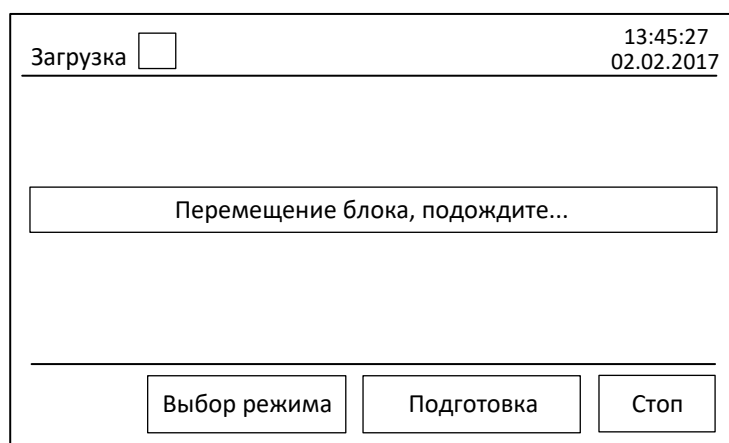 Загрузка
13:45:27
02.02.2017
Перемещение блока, подождите...
Выбор режима
Подготовка
Стоп